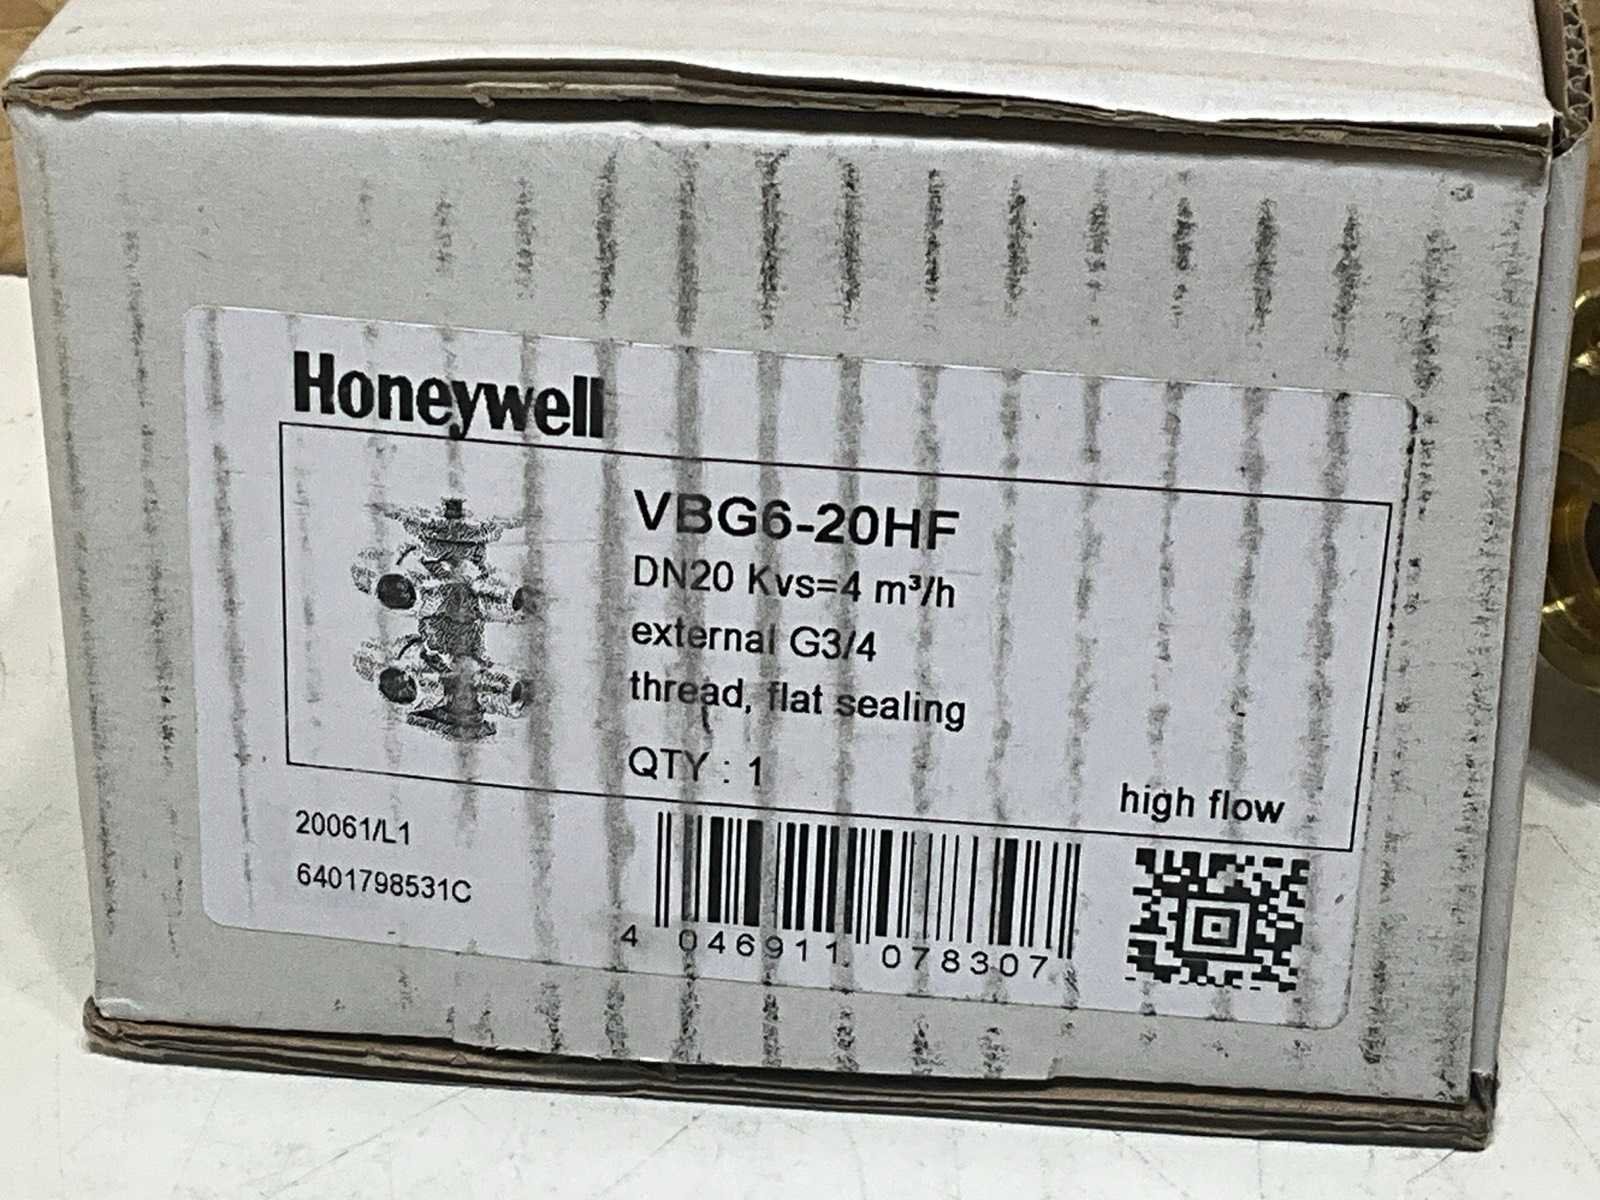 Honeywell
VBG6-20HF
DN20 Kvs=4 m³/h
external G3/4
thread, flat sealing
QTY : 1
high flow
20061/L1
6401798531C
4 046911 078307